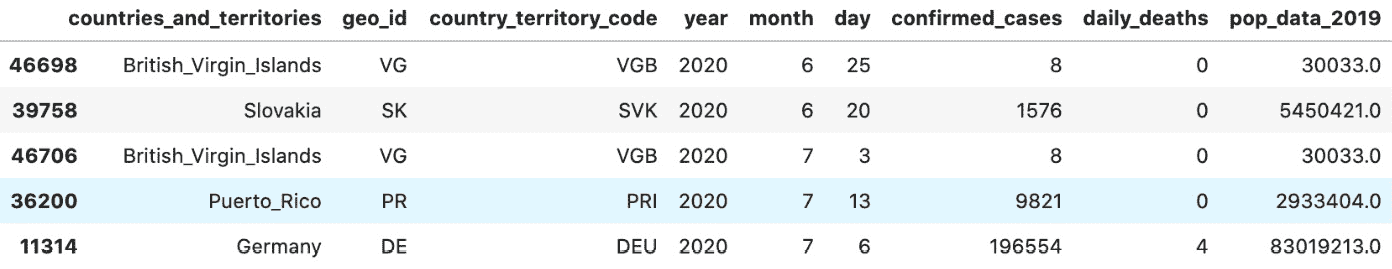 countries_and_territories geo_id country_territory_code year month day confirmed_cases daily_deaths pop_data_2019
46698 British_Virgin_Islands VG VGB 2020 6 25 8 0 30033.0
39758 Slovakia SK SVK 2020 6 20 1576 0 5450421.0
46706 British_Virgin_Islands VG VGB 2020 7 3 8 0 30033.0
36200 Puerto_Rico PR PRI 2020 7 13 9821 0 2933404.0
11314 Germany DE DEU 2020 7 6 196554 4 83019213.0